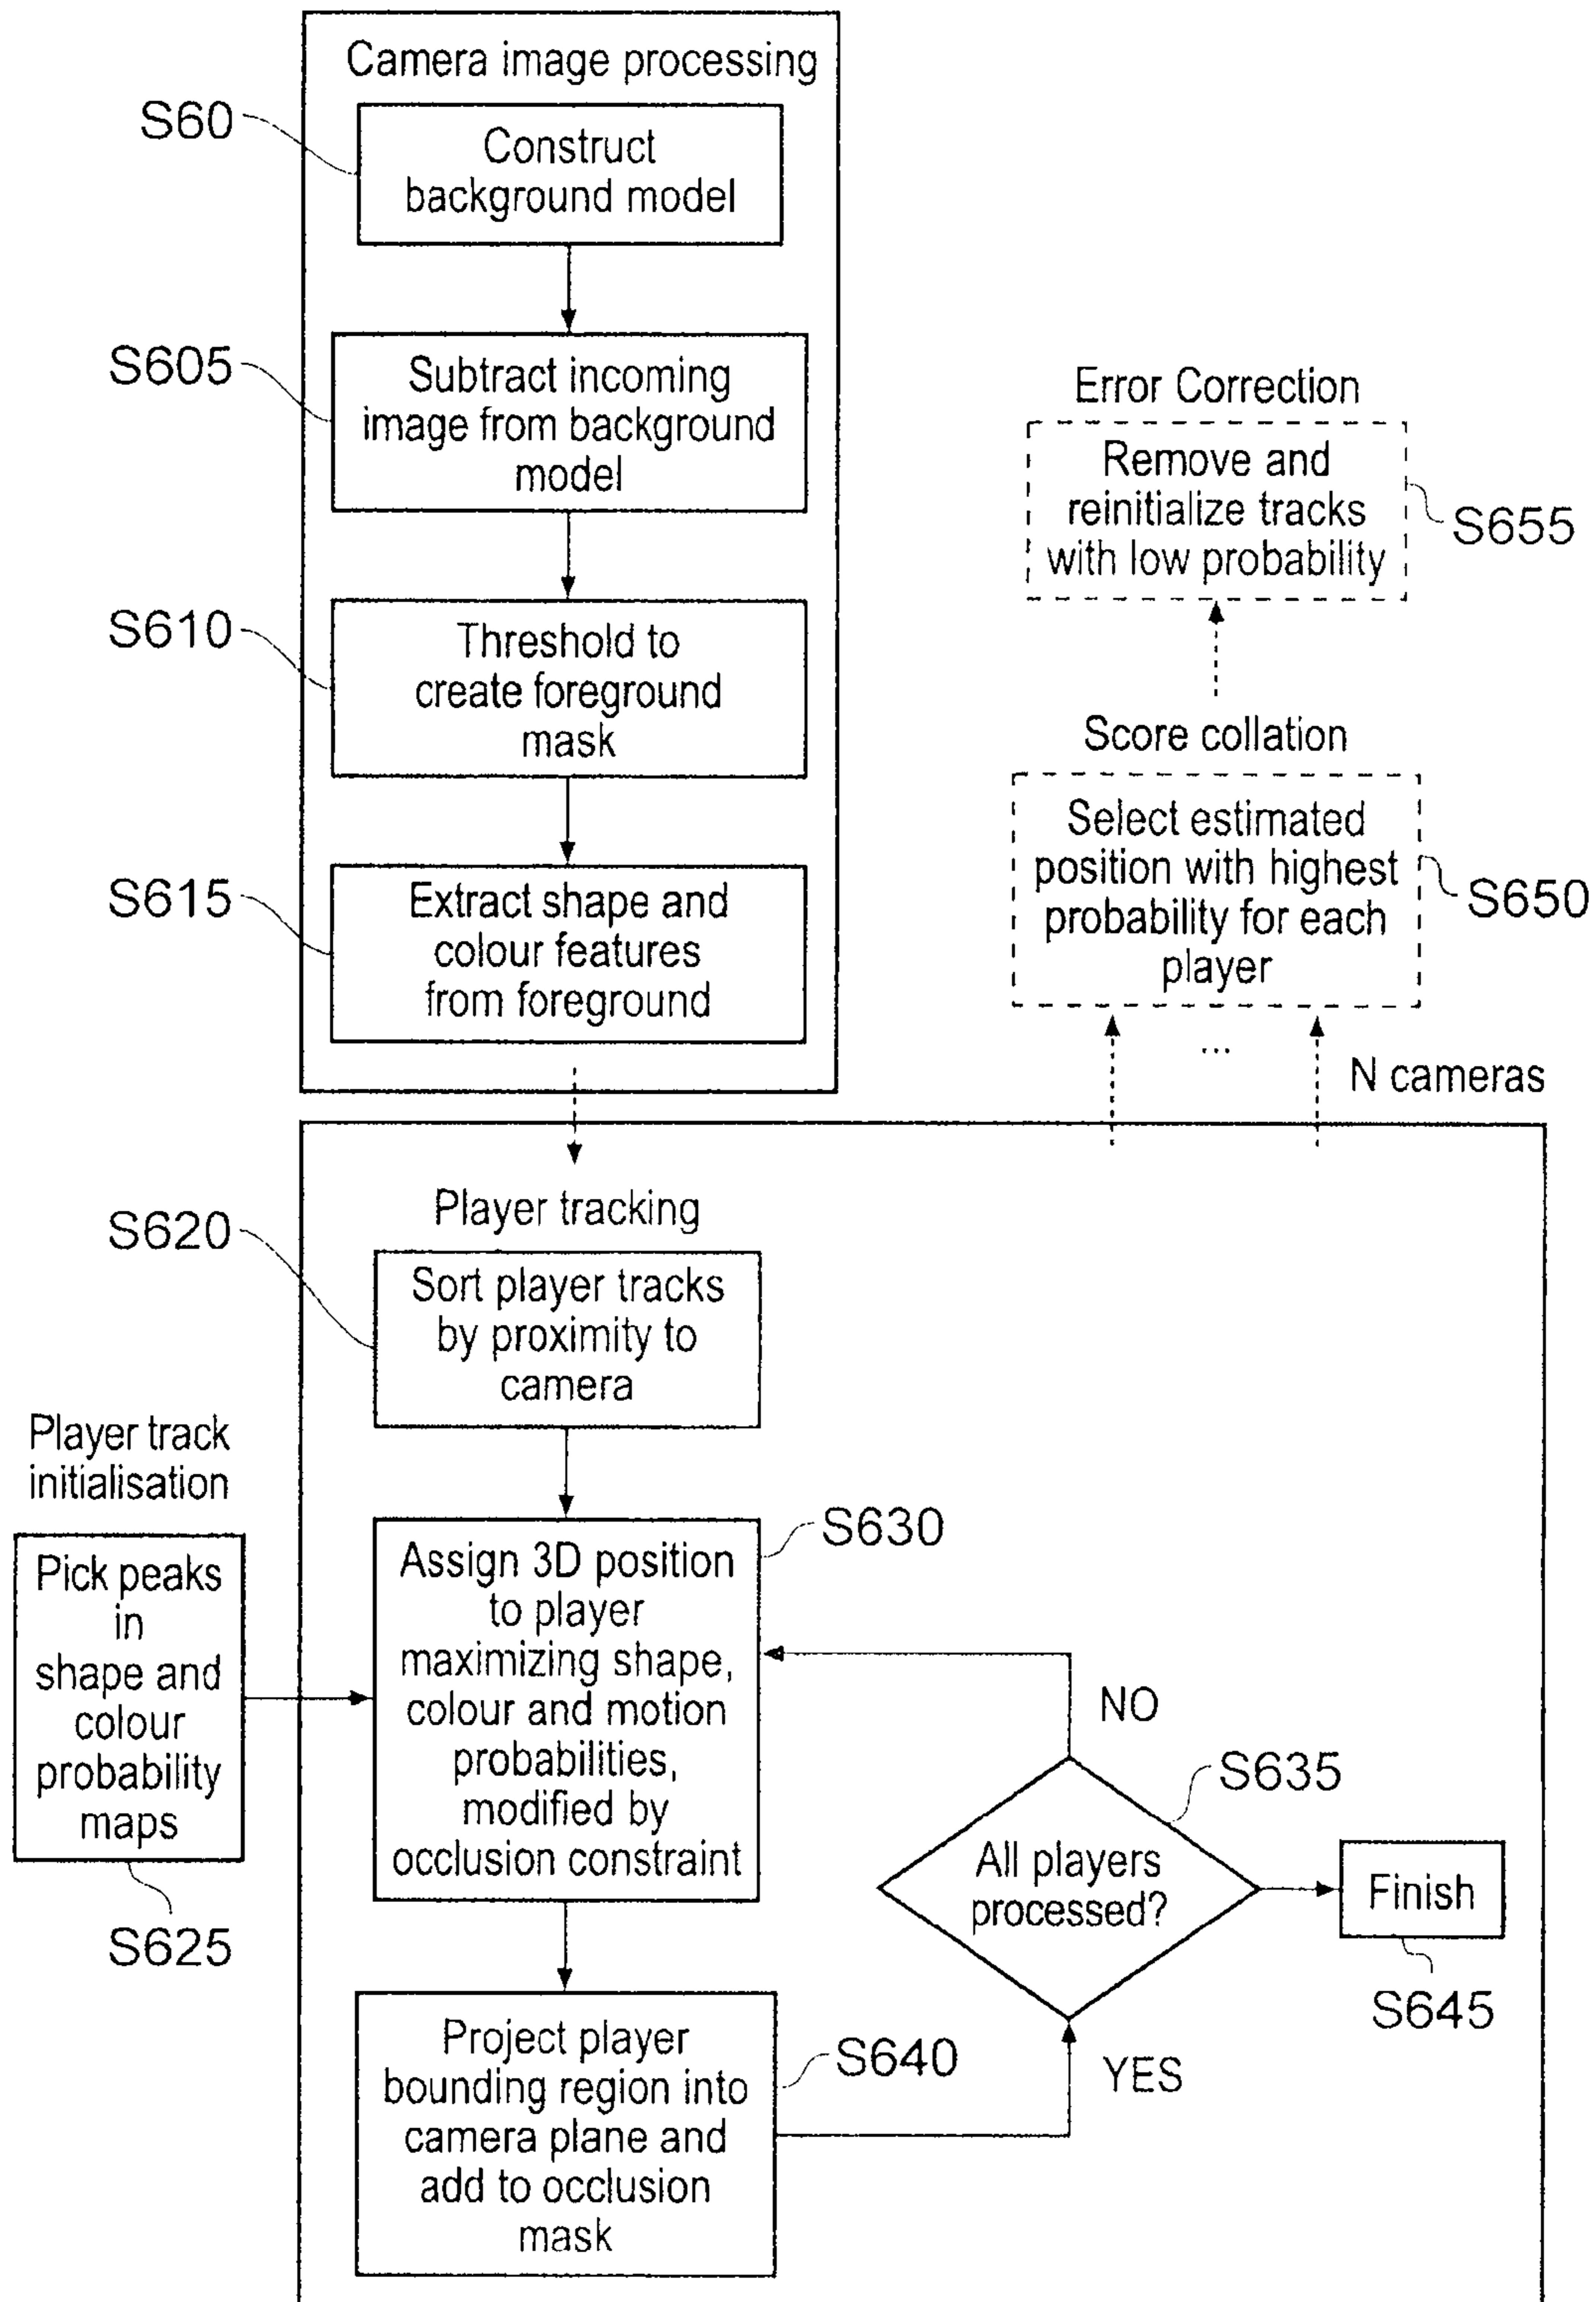 Camera image processing
S60
Construct
background model
S605
Subtract incoming
image from background
model
S610
Threshold to
create foreground
mask
S615
Extract shape and
colour features
from foreground
Error Correction
Remove and
reinitialize tracks
with low probability
S655
Score collation
Select estimated
position with highest
probability for each
player
S650
...
N cameras
Player tracking
S620
Sort player tracks
by proximity to
camera
Player track
initialisation
Pick peaks
in
shape and
colour
probability
maps
S625
S630
Assign 3D position
to player
maximizing shape,
colour and motion
probabilities,
modified by
occlusion constraint
NO
S635
All players
processed?
Finish
S645
Project player
bounding region into
camera plane and
add to occlusion
mask
S640
YES